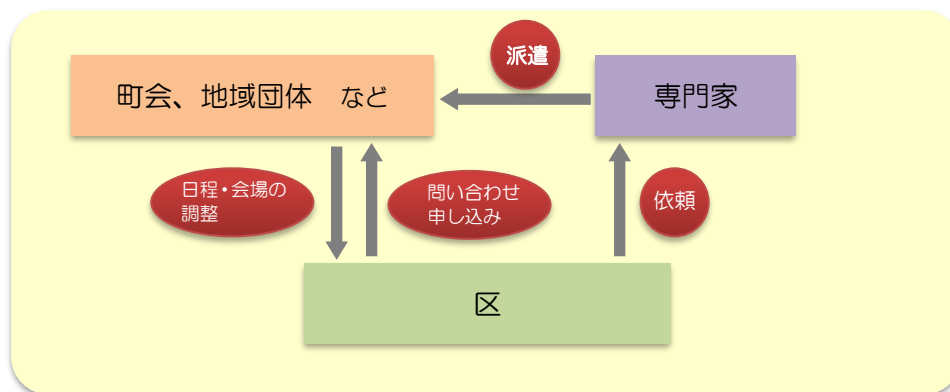 派遣
町会、地域団体　など
専門家
日程・会場の
調整
問い合わせ
申し込み
依頼
区